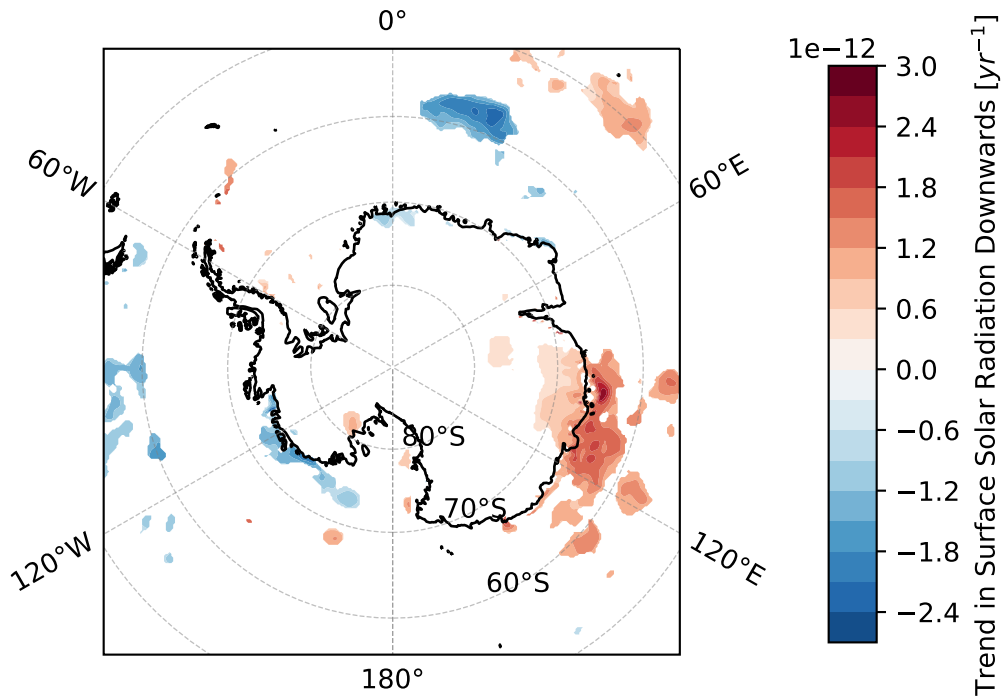 0°
1e−12
60°W
60°E
3.0
2.4
1.8
1.2
0.6
0.0
−0.6
−1.2
−1.8
−2.4
80°S
70°S
60°S
120°W
120°E
180°
Trend in Surface Solar Radiation Downwards [yr⁻¹]